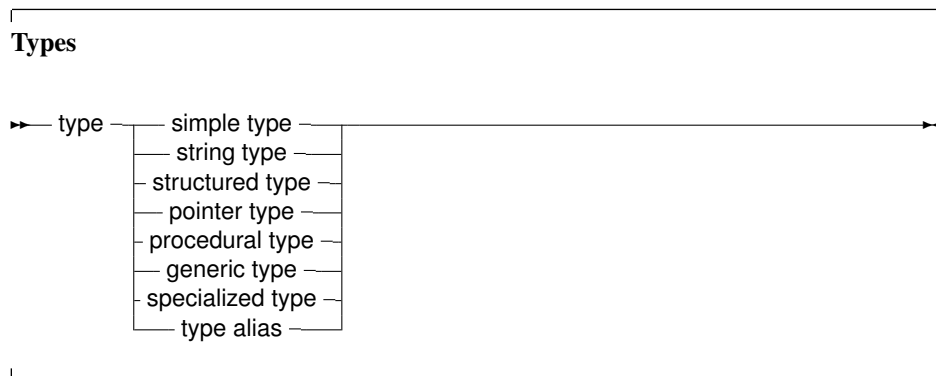 Types
type simple type
string type
structured type
pointer type
procedural type
generic type
specialized type
type alias